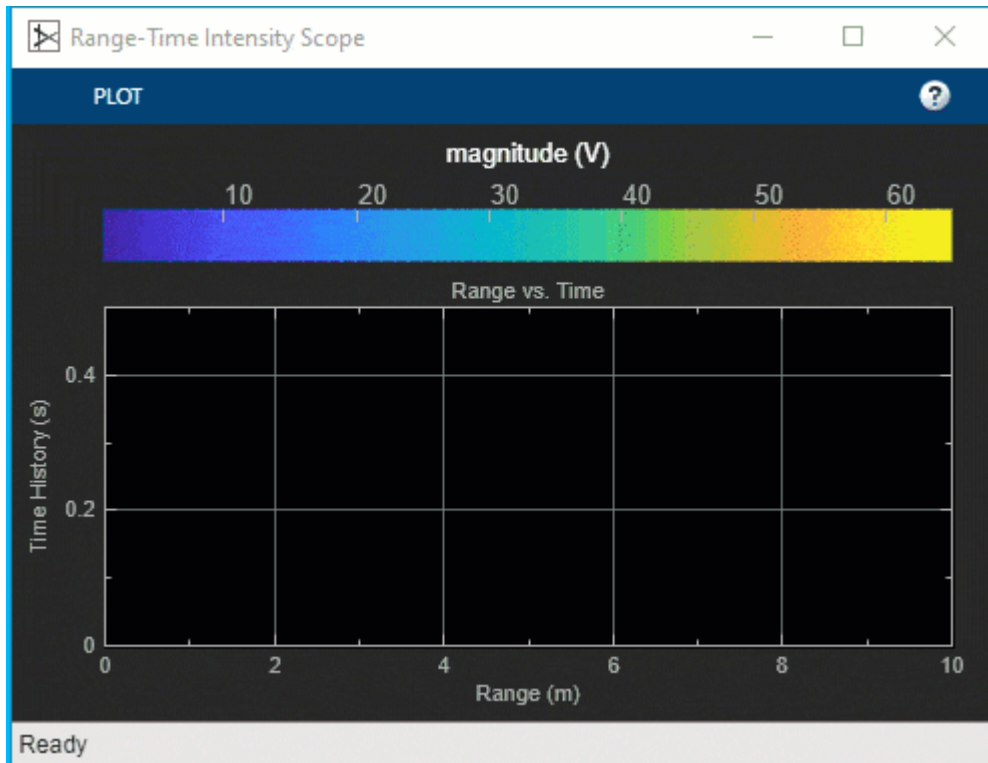 Range-Time Intensity Scope
PLOT
?
magnitude (V)
10 20 30 40 50 60
Range vs. Time
0.4
Time History (s)
0.2
0
0 2 4 6 8 10
Range (m)
Ready